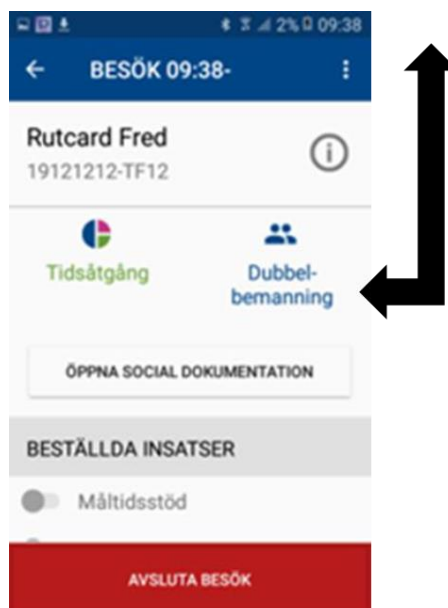 2% 09:38
BESÖK 09:38-
Rutcard Fred
19121212-TF12
Tidsåtgång
Dubbel-
bemanning
ÖPPNA SOCIAL DOKUMENTATION
BESTÄLLDA INSATSER
Måltidsstöd
AVSLUTA BESÖK